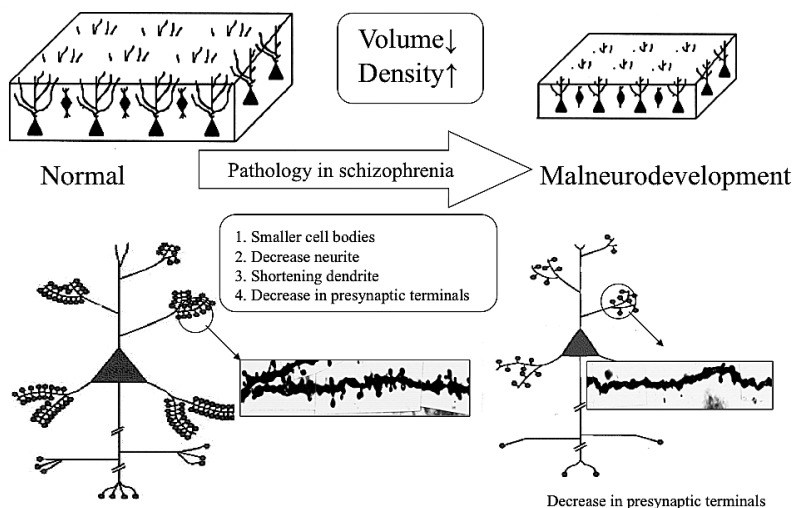 Volume↓
Density↑
Normal
Pathology in schizophrenia
Malneurodevelopment
1. Smaller cell bodies
2. Decrease neurite
3. Shortening dendrite
4. Decrease in presynaptic terminals
Decrease in presynaptic terminals